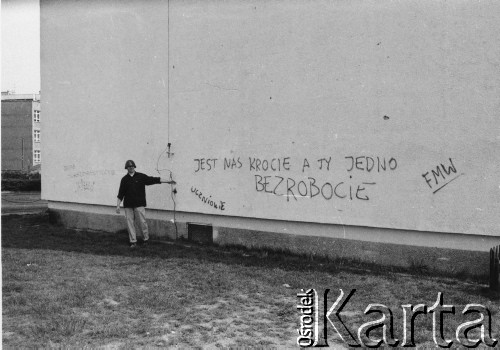 JEST NAS KROCIE A TY JEDNO
BEZROBOCIE
UCZNIOWIE
FMW
Ośrodek
Karta